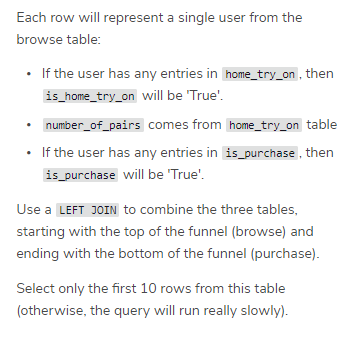 Each row will represent a single user from the
browse table:
• If the user has any entries in home_try_on, then
is_home_try_on will be 'True'.
• number_of_pairs comes from home_try_on table
• If the user has any entries in is_purchase, then
is_purchase will be 'True'.
Use a LEFT JOIN to combine the three tables,
starting with the top of the funnel (browse) and
ending with the bottom of the funnel (purchase).
Select only the first 10 rows from this table
(otherwise, the query will run really slowly).